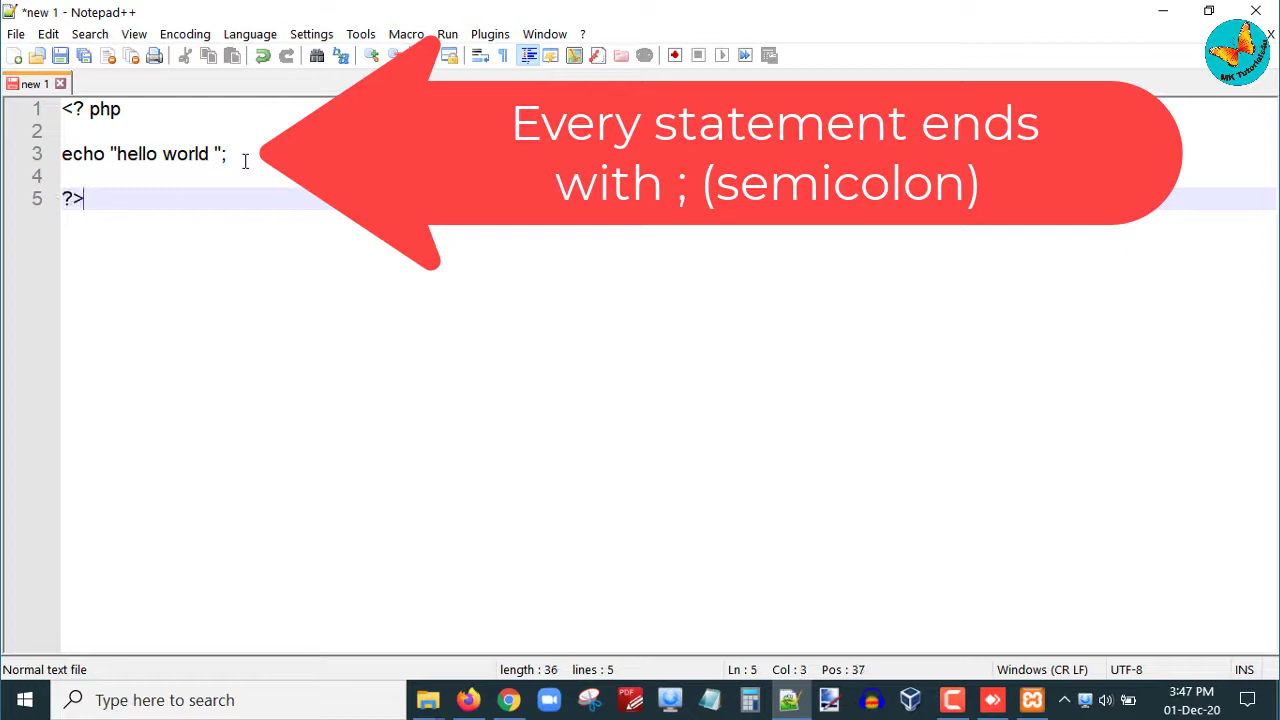 *new 1 - Notepad++
File Edit Search View Encoding Language Settings Tools Macro Run Plugins Window ? X
MK Tutorials
new 1
1 <? php
2
3 echo "hello world ";
4
5 ?>
Every statement ends
with ; (semicolon)
Normal text file length : 36 lines : 5 Ln : 5 Col : 3 Pos : 37 Windows (CR LF) UTF-8 INS
Type here to search
PDF
3:47 PM
01-Dec-20